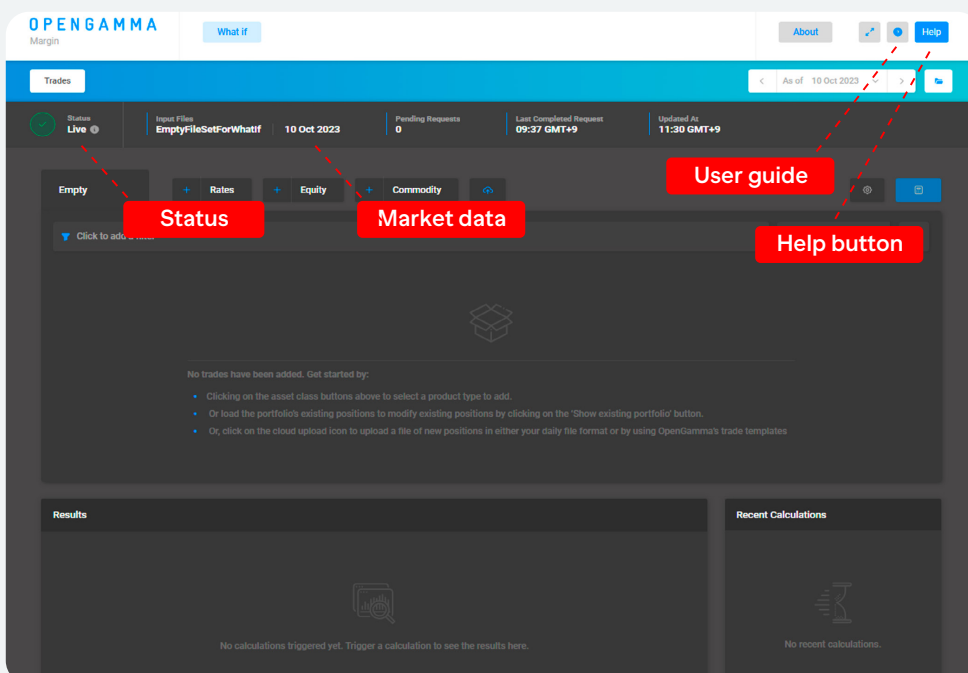 OPENGAMMA
Margin
What if
About
Help
Trades
As of 10 Oct 2023
Status
Live
Input Files
EmptyFileSetForWhatIf 10 Oct 2023
Pending Requests
0
Last Completed Request
09:37 GMT+9
Updated At
11:30 GMT+9
User guide
Empty
+ Rates
+ Equity
+ Commodity
Status
Market data
Help button
Click to add a filter
No trades have been added. Get started by:
Clicking on the asset class buttons above to select a product type to add.
Or load the portfolio's existing positions to modify existing positions by clicking on the 'Show existing portfolio' button.
Or, click on the cloud upload icon to upload a file of new positions in either your daily file format or by using OpenGamma's trade templates
Results
Recent Calculations
No calculations triggered yet. Trigger a calculation to see the results here.
No recent calculations.